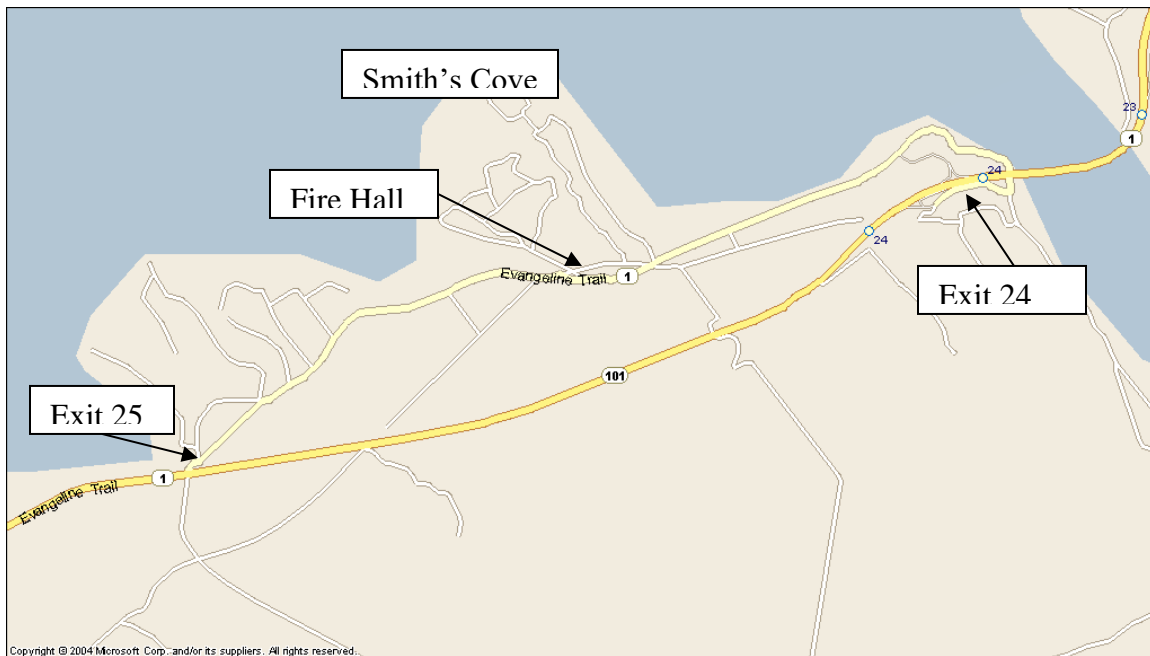 Smith's Cove
23
1
24
Fire Hall
24
Evangeline Trail
1
Exit 24
101
Exit 25
1
Evangeline Trail
Copyright © 2004 Microsoft Corp. and/or its suppliers. All rights reserved.